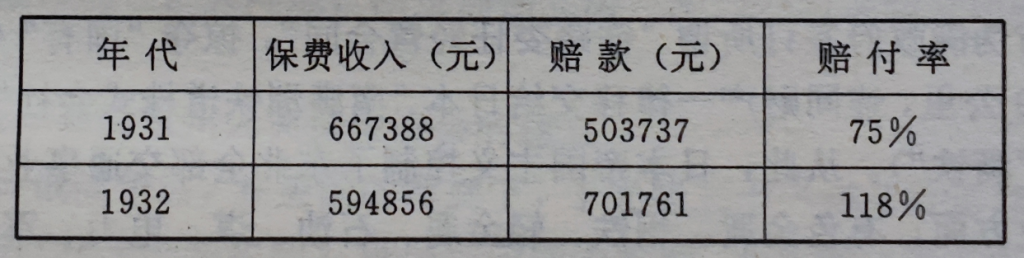 年代 保费收入（元） 赔款（元） 赔付率
1931 667388 503737 75%
1932 594856 701761 118%